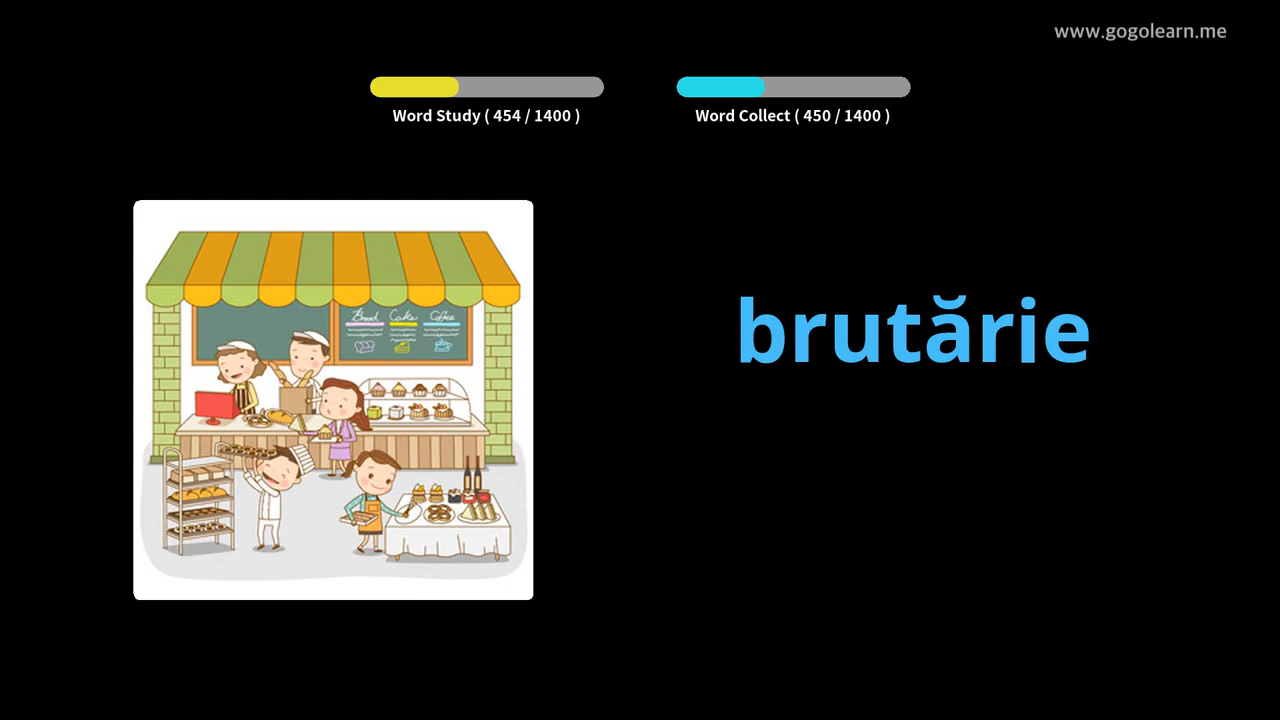 www.gogolearn.me
Word Study ( 454 / 1400 )
Word Collect ( 450 / 1400 )
Bread Cake Coffee
brutărie